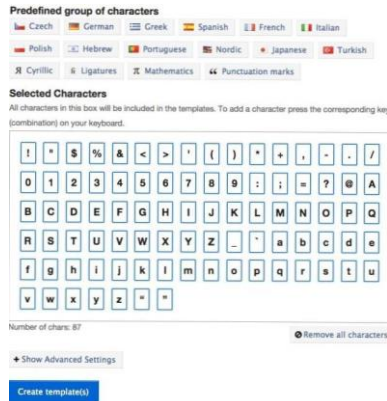 Predefined group of characters
Czech German Greek Spanish French Italian
Polish Hebrew Portuguese Nordic Japanese Turkish
Я Cyrillic Ligatures π Mathematics “ Punctuation marks
Selected Characters
All characters in this box will be included in the templates. To add a character press the corresponding key
(combination) on your keyboard.
! " $ % & < > ' ( ) * + , - . /
0 1 2 3 4 5 6 7 8 9 : ; = ? @ A
B C D E F G H I J K L M N O P Q
R S T U V W X Y Z _ ` a b c d e
f g h i j k l m n o p q r s t u
v w x y z “ ”
Number of chars: 87
Remove all characters
+ Show Advanced Settings
Create template(s)